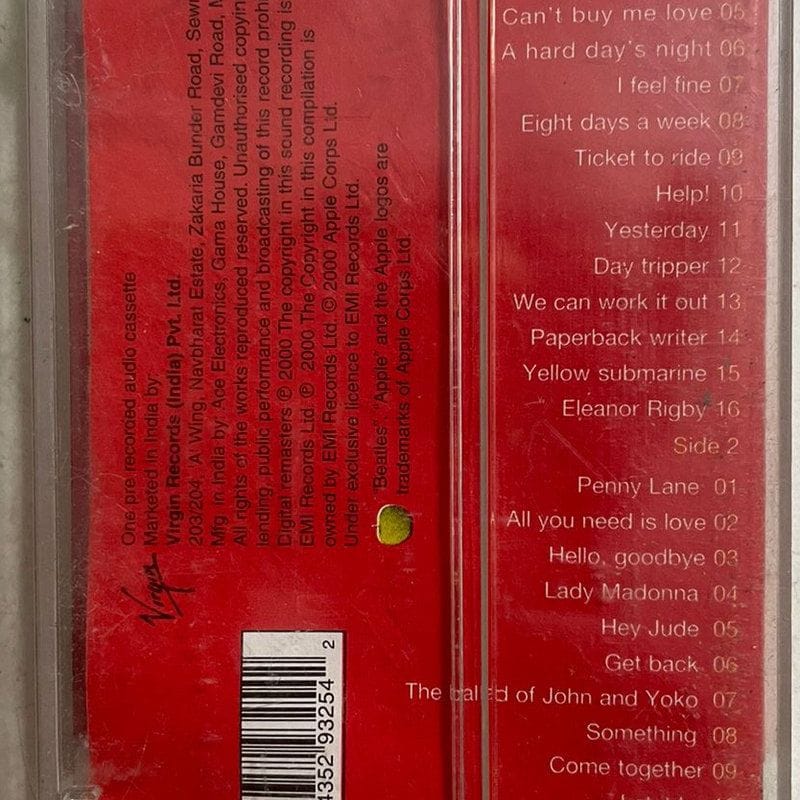 Can't buy me love 05
A hard day's night 06
I feel fine 07
Eight days a week 08
Ticket to ride 09
Help! 10
Yesterday 11
Day tripper 12
We can work it out 13
Paperback writer 14
Yellow submarine 15
Eleanor Rigby 16
Side 2
Penny Lane 01
All you need is love 02
Hello, goodbye 03
Lady Madonna 04
Hey Jude 05
Get back 06
The ballad of John and Yoko 07
Something 08
Come together 09
One pre recorded audio cassette
Marketed in India by:
Virgin Records (India) Pvt. Ltd.
203/204, 'A Wing, Navbharat Estate, Zakaria Bunder Road, Sewri
Mfg. in India by: Ace Electronics, Gama House, Gamdevi Road,
All rights of the works reproduced reserved. Unauthorised
lending, public performance and broadcasting of this record
Digital remasters ℗ 2000 The copyright in this sound recording is
EMI Records Ltd. ℗ 2000 The Copyright in this compilation is
owned by EMI Records Ltd. © 2000 Apple Corps Ltd.
Under exclusive licence to EMI Records Ltd.
"Beatles", "Apple" and the Apple logos are
trademarks of Apple Corps Ltd.
Virgin
4352 93254 2